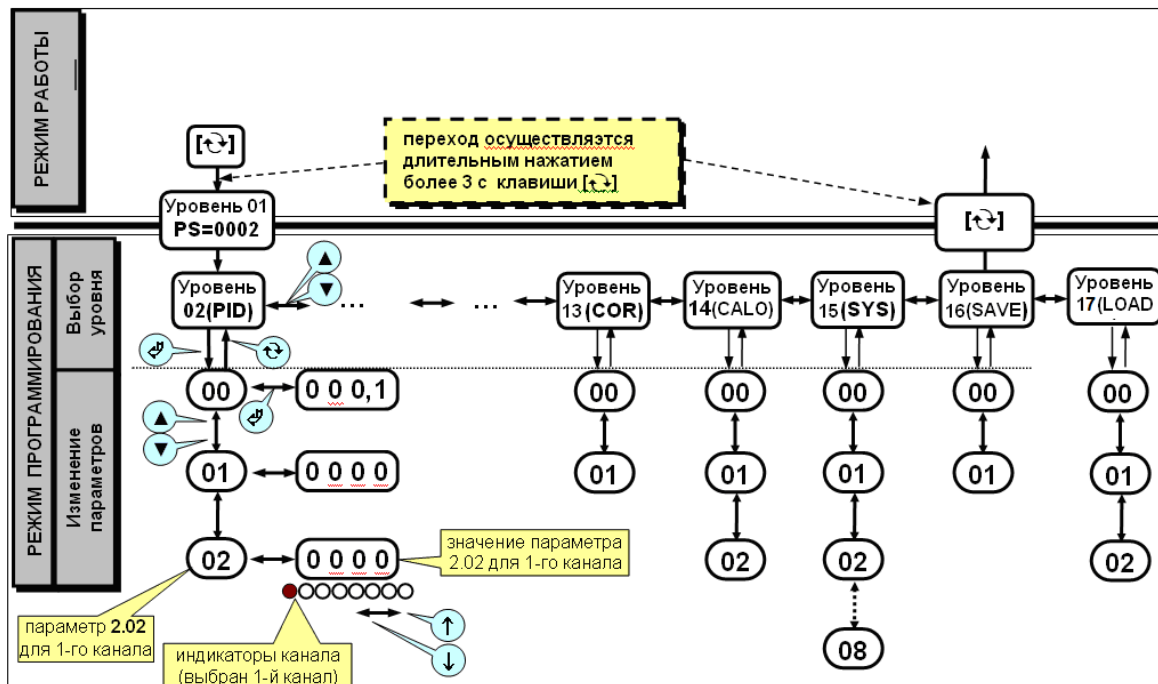 РЕЖИМ РАБОТЫ
[ ]
переход осуществляэтся
длительным нажатием
более 3 с клавиши [ ]
Уровень 01
PS=0002
[ ]
РЕЖИМ ПРОГРАММИРОВАНИЯ
Выбор
уровня
Изменение
параметров
Уровень
02(PID)
▲
▼
...
...
Уровень
13(COR)
Уровень
14(CALO)
Уровень
15(SYS)
Уровень
16(SAVE)
Уровень
17(LOAD
00
0 0 0,1
00
00
00
00
00
▲
▼
01
0 0 0 0
01
01
01
01
01
02
0 0 0 0
значение параметра
2.02 для 1-го канала
02
02
02
параметр 2.02
для 1-го канала
индикаторы канала
(выбран 1-й канал)
↑
↓
08